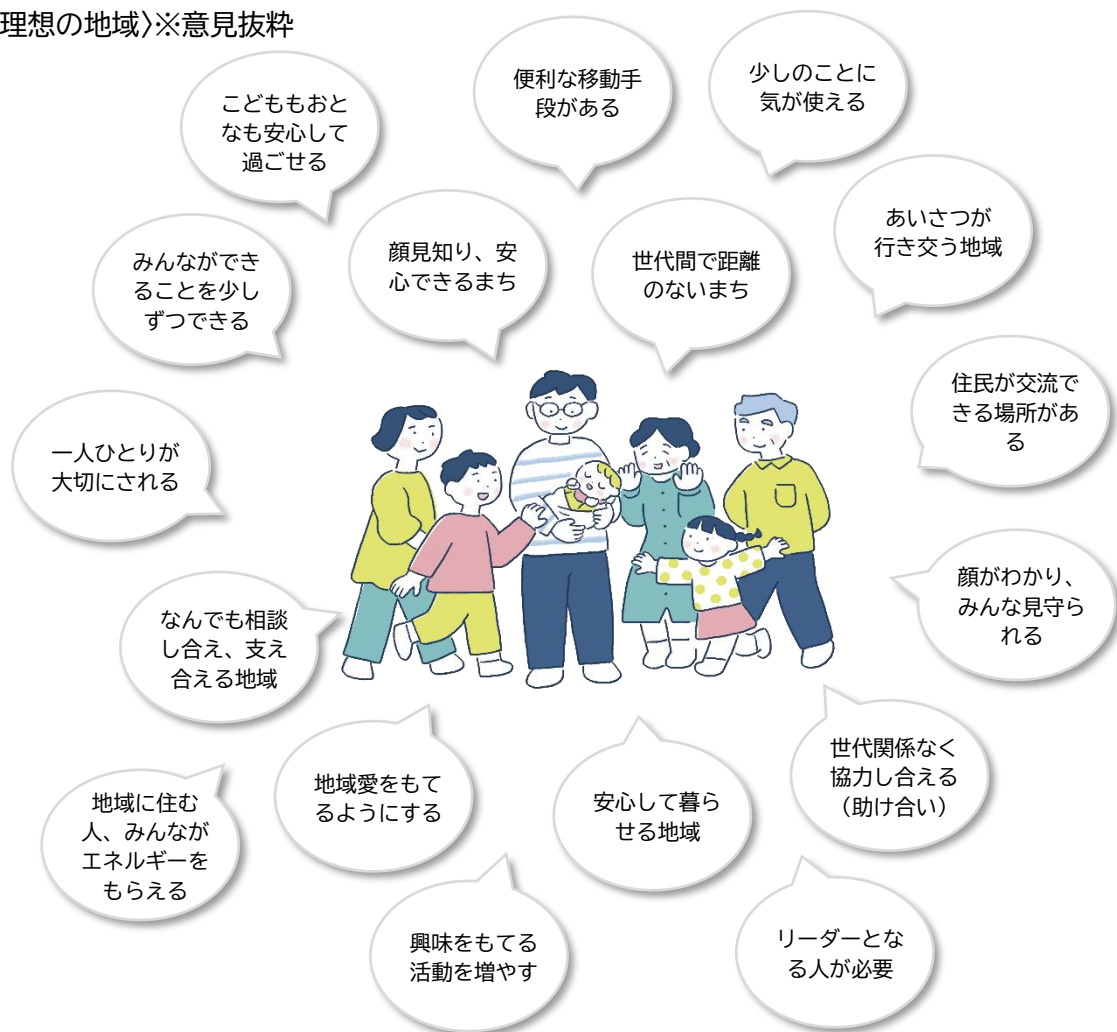 理想の地域〉※意見抜粋
こどももおと
なも安心して
過ごせる
便利な移動手
段がある
少しのことに
気が使える
みんなができ
ることを少し
ずつできる
顔見知り、安
心できるまち
世代間で距離
のないまち
あいさつが
行き交う地域
一人ひとりが
大切にされる
住民が交流で
きる場所があ
る
なんでも相談
し合え、支え
合える地域
顔がわかり、
みんな見守ら
れる
地域に住む
人、みんなが
エネルギーを
もらえる
地域愛をもて
るようにする
安心して暮ら
せる地域
世代関係なく
協力し合える
（助け合い）
興味をもてる
活動を増やす
リーダーとな
る人が必要